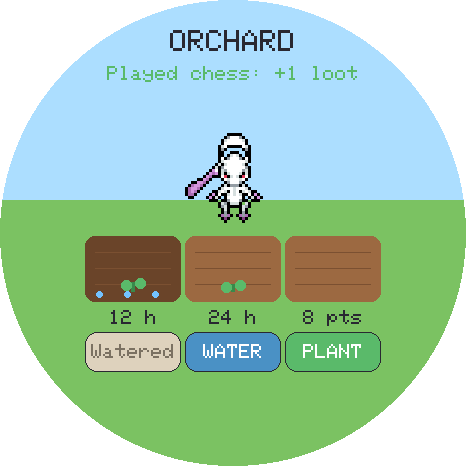 ORCHARD
Played chess: +1 loot
12 h 24 h 8 pts
Watered WATER PLANT